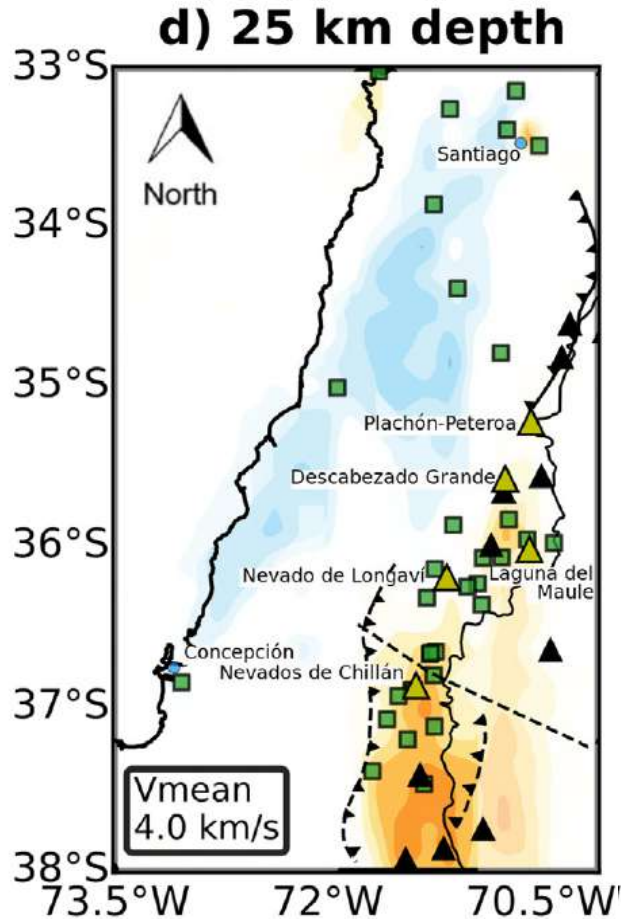 d) 25 km depth
33°S
North
Santiago
34°S
35°S
Plachón-Peteroa
Descabezado Grande
36°S
Nevado de Longaví
Laguna del
Maule
Concepción
Nevados de Chillán
37°S
Vmean
4.0 km/s
38°S
73.5°W
72°W
70.5°W